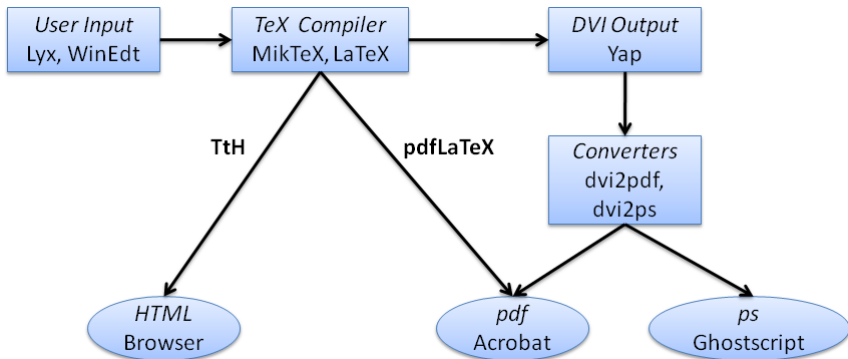 User Input
Lyx, WinEdt
TeX Compiler
MikTeX, LaTeX
DVI Output
Yap
TtH
pdfLaTeX
Converters
dvi2pdf,
dvi2ps
HTML
Browser
pdf
Acrobat
ps
Ghostscript